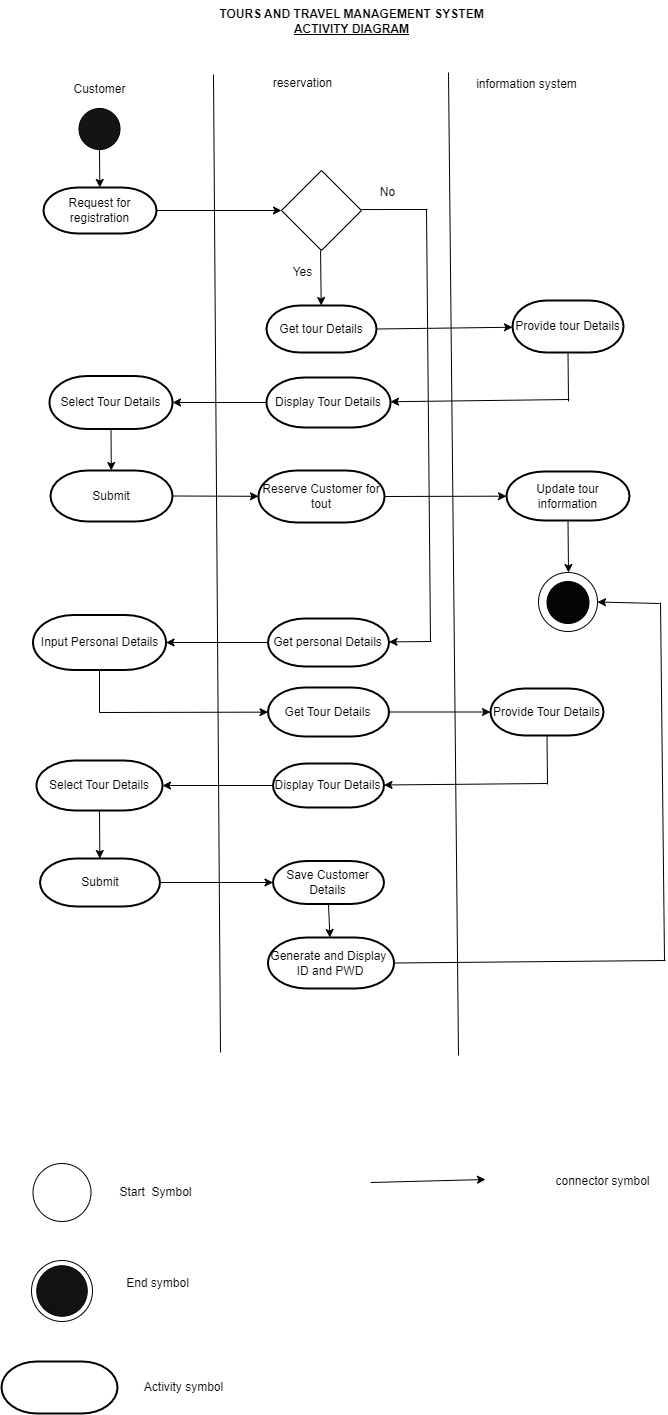 TOURS AND TRAVEL MANAGEMENT SYSTEM
ACTIVITY DIAGRAM
Customer
reservation
information system
Request for
registration
No
Yes
Get tour Details
Provide tour Details
Select Tour Details
Display Tour Details
Submit
Reserve Customer for
tout
Update tour
information
Input Personal Details
Get personal Details
Get Tour Details
Provide Tour Details
Select Tour Details
Display Tour Details
Submit
Save Customer
Details
Generate and Display
ID and PWD
Start Symbol
connector symbol
End symbol
Activity symbol